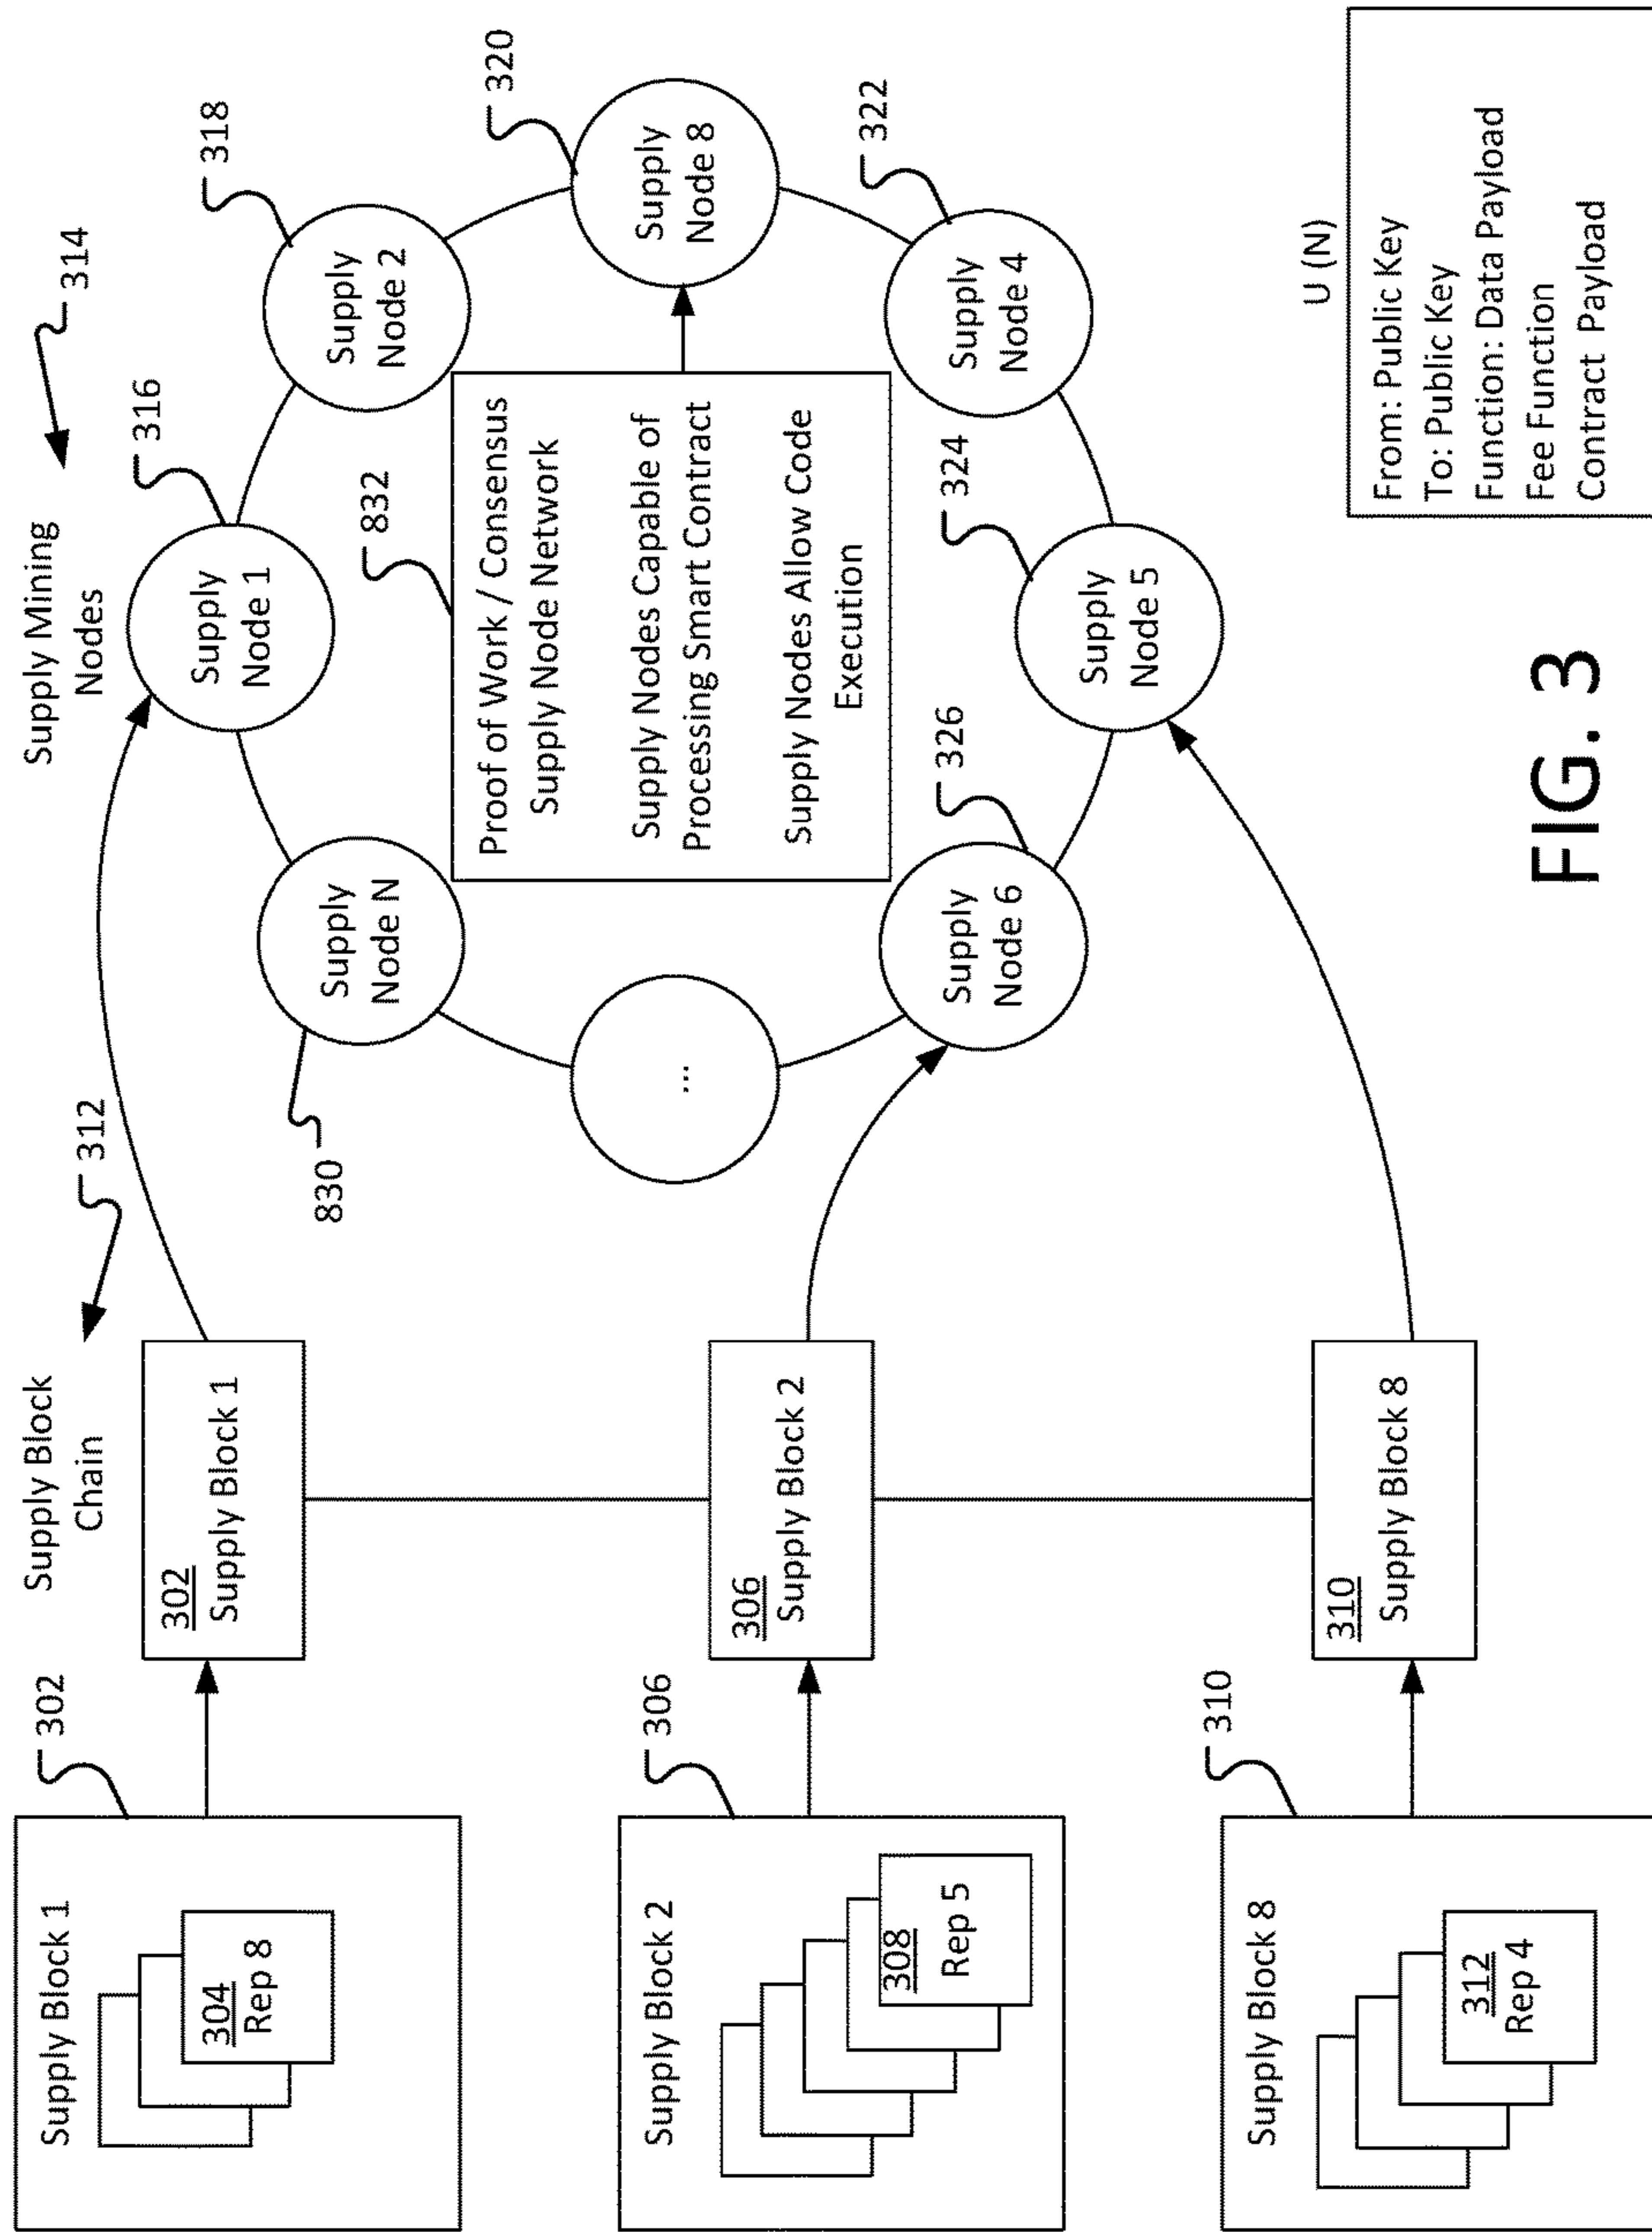 Supply Block 1
304
Rep 8
302
Supply Block 2
308
Rep 5
306
Supply Block 8
312
Rep 4
310
Supply Block
Chain
312
302
Supply Block 1
306
Supply Block 2
310
Supply Block 8
Supply Mining
Nodes
314
316
Supply
Node 1
318
Supply
Node 2
320
Supply
Node 8
322
Supply
Node 4
324
Supply
Node 5
326
Supply
Node 6
...
830
Supply
Node N
832
Proof of Work / Consensus
Supply Node Network
Supply Nodes Capable of
Processing Smart Contract
Supply Nodes Allow Code
Execution
U (N)
From: Public Key
To: Public Key
Function: Data Payload
Fee Function
Contract Payload
FIG. 3